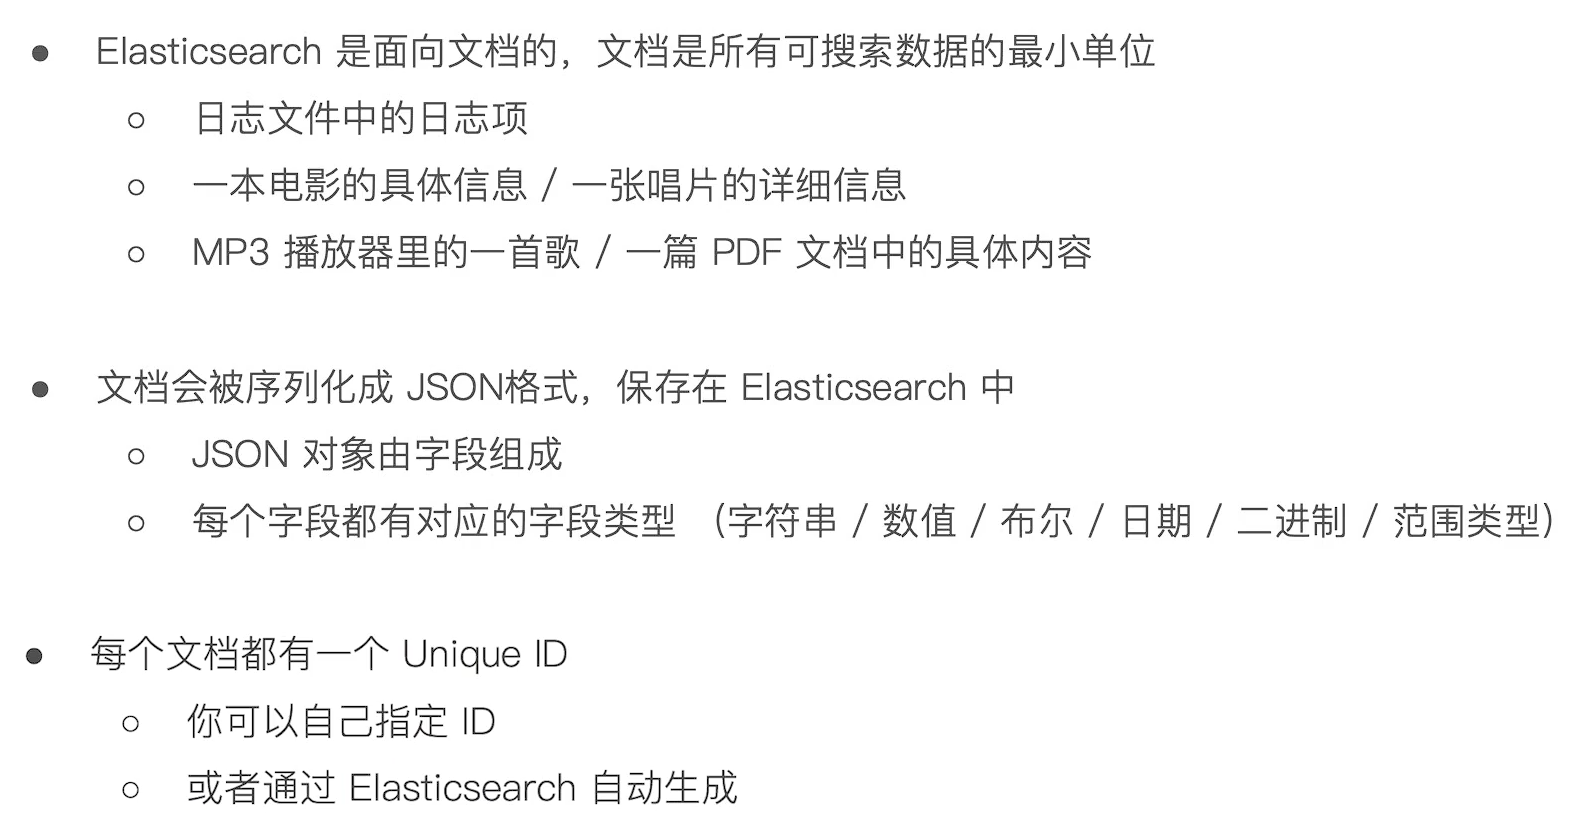 ● Elasticsearch 是面向文档的，文档是所有可搜索数据的最小单位
○ 日志文件中的日志项
○ 一本电影的具体信息 / 一张唱片的详细信息
○ MP3 播放器里的一首歌 / 一篇 PDF 文档中的具体内容
● 文档会被序列化成 JSON格式，保存在 Elasticsearch 中
○ JSON 对象由字段组成
○ 每个字段都有对应的字段类型 （字符串 / 数值 / 布尔 / 日期 / 二进制 / 范围类型）
● 每个文档都有一个 Unique ID
○ 你可以自己指定 ID
○ 或者通过 Elasticsearch 自动生成